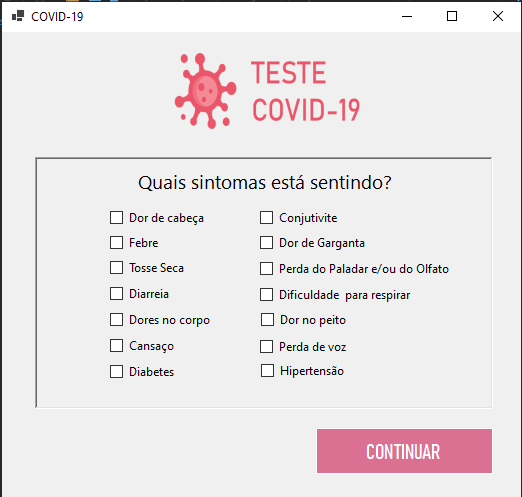 COVID-19
TESTE
COVID-19
Quais sintomas está sentindo?
Dor de cabeça
Conjutivite
Febre
Dor de Garganta
Tosse Seca
Perda do Paladar e/ou do Olfato
Diarreia
Dificuldade  para respirar
Dores no corpo
Dor no peito
Cansaço
Perda de voz
Diabetes
Hipertensão
CONTINUAR